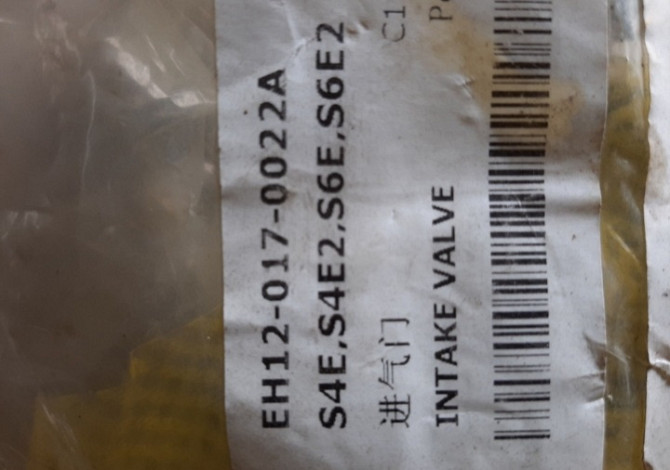 EH12-017-0022A
S4E,S4E2,S6E,S6E2
进气门 C1
INTAKE VALVE